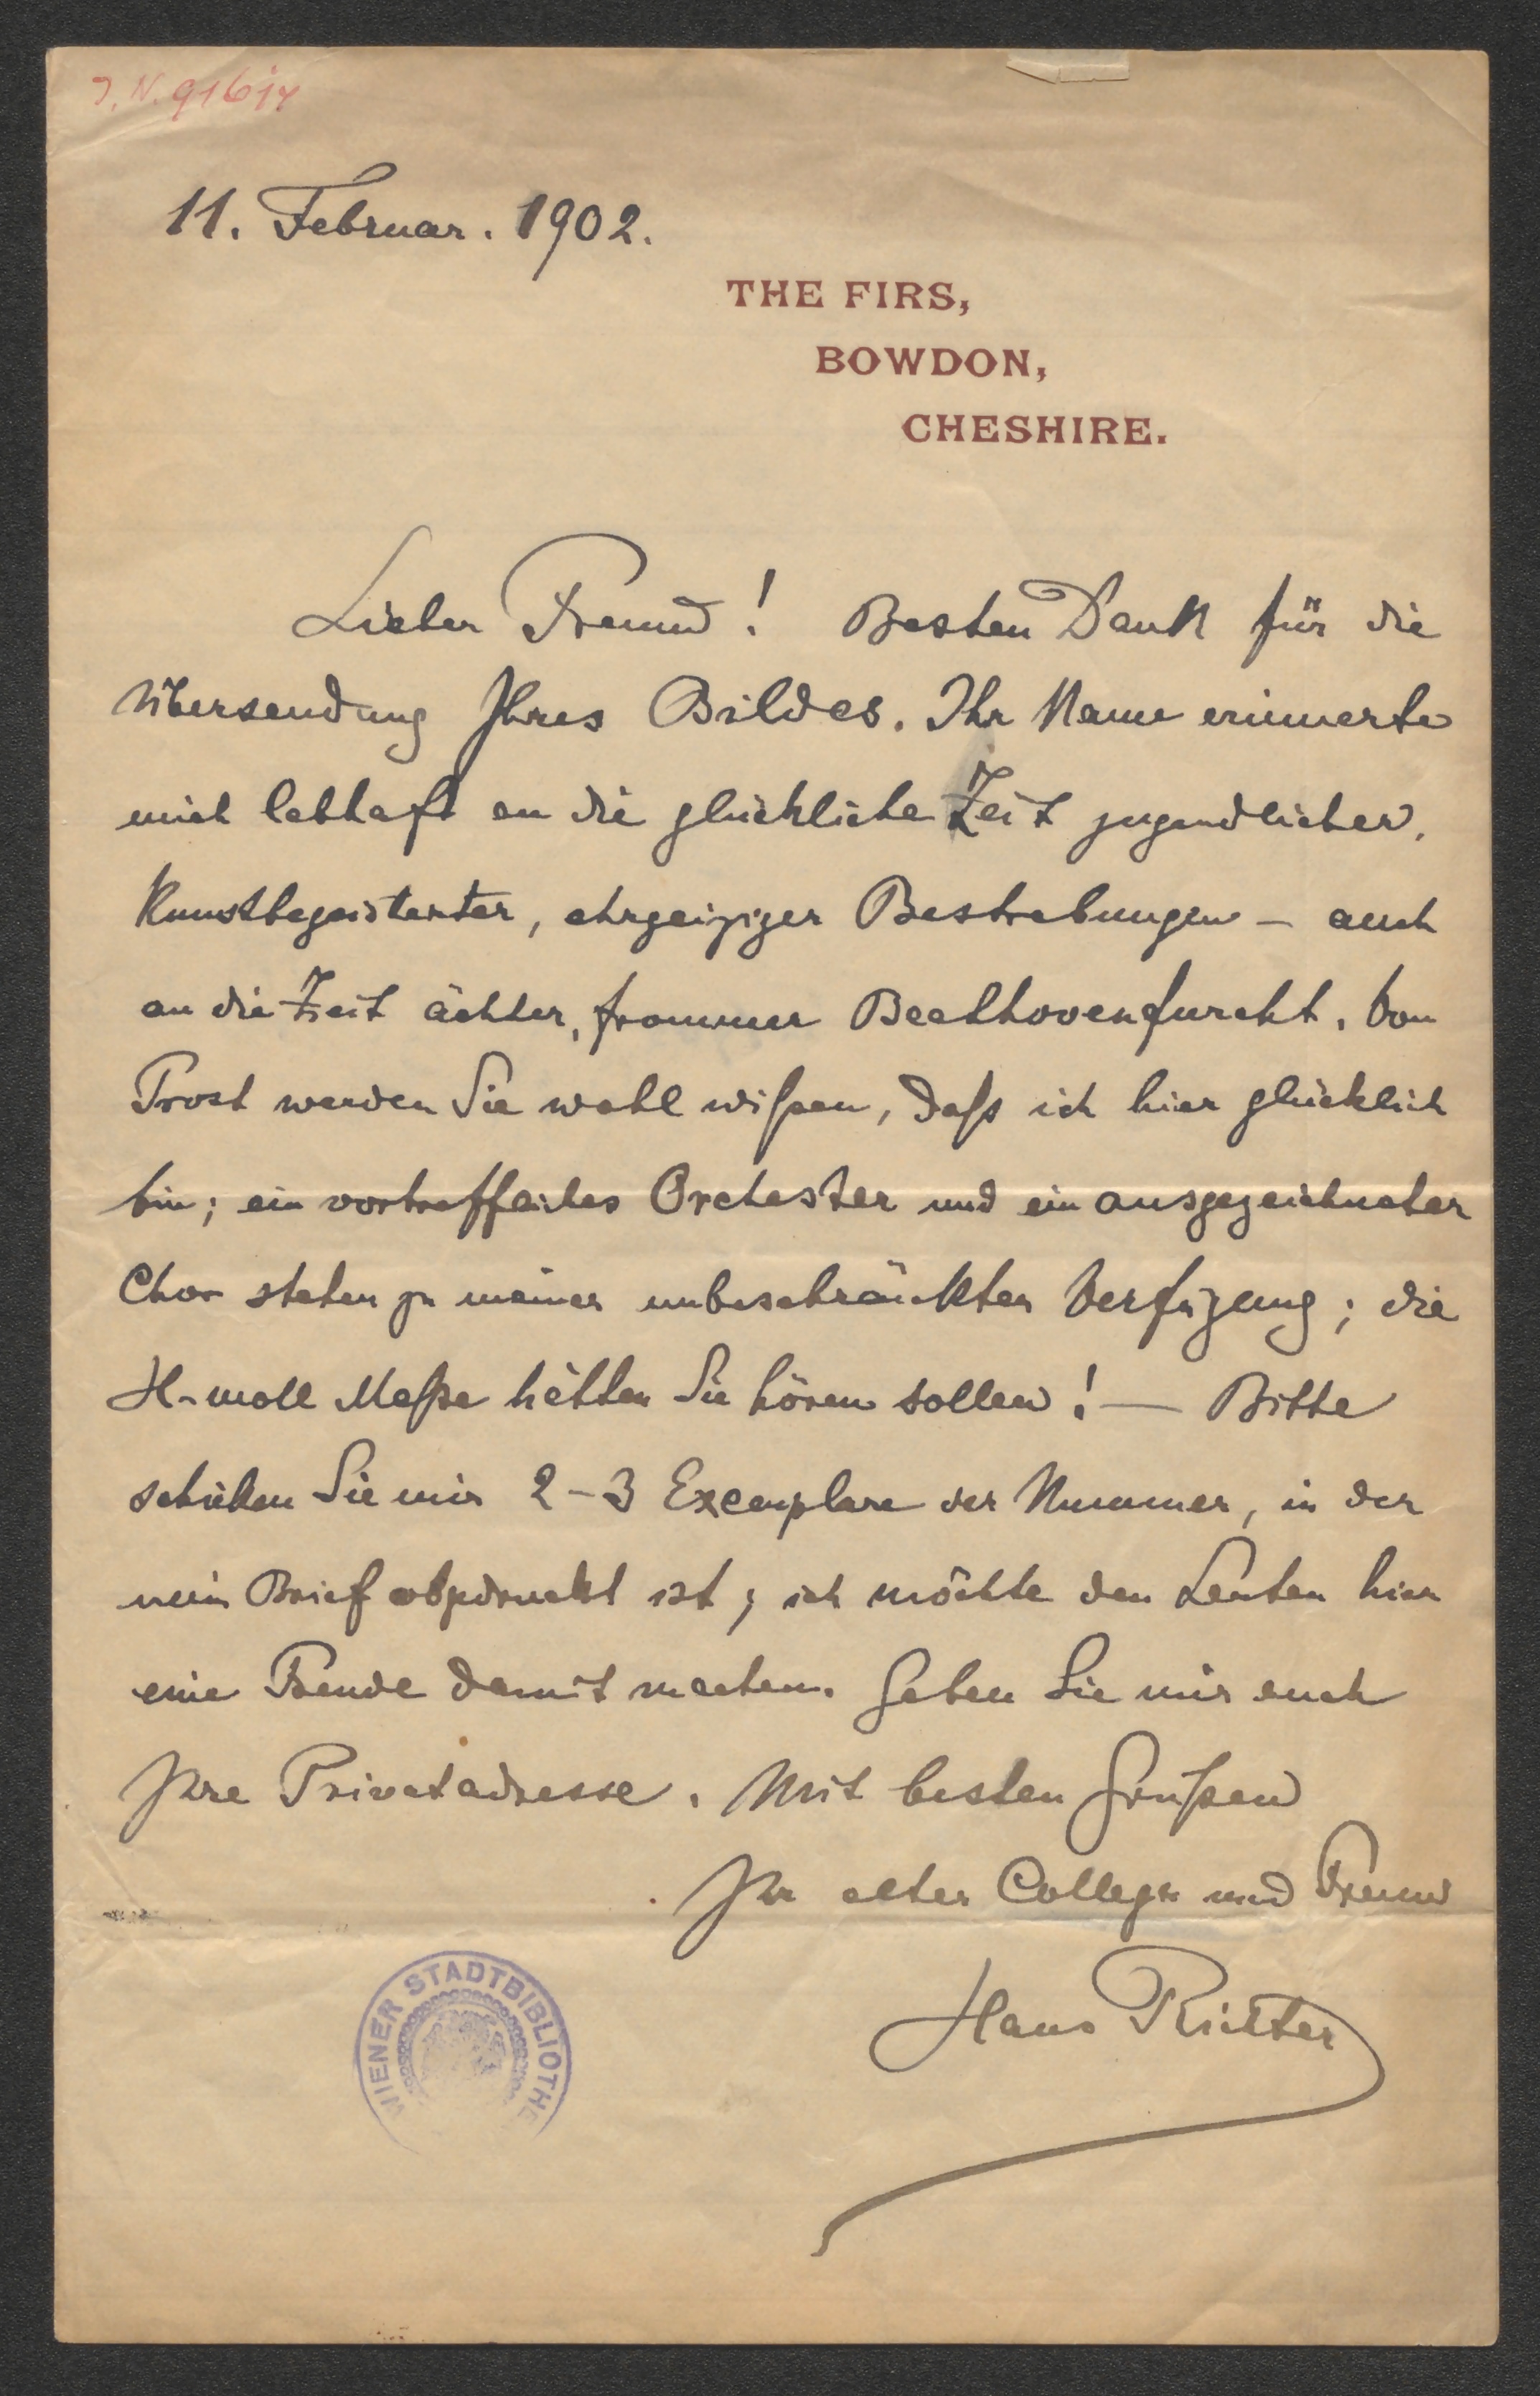 J. N. 91614
11. Februar. 1902.
THE FIRS,
BOWDON,
CHESHIRE.
Lieber Freund! Besten Dank für die
Übersendung Ihres Bildes. Ihr Name erinnerte
mich lebhaft an die glückliche Zeit jugendlicher,
kunstbegeisterter, ehrgeiziger Bestrebungen – auch
an die Zeit ächter, frommer Beethovenfurcht. Von
Prost werden Sie wohl wißen, daß ich hier glücklich
bin; ein vortreffliches Orchester und ein ausgezeichneter
Chor stehen zu meiner unbeschränkten Verfügung; die
H-moll Meße hätten Sie hören sollen! — Bitte
schicken Sie mir 2–3 Exemplare der Nummer, in der
mein Brief abgedruckt ist; ich möchte den Leuten hier
eine Freude damit machen. Geben Sie mir auch
Ihre Privatadresse. Mit besten Grüßen
Ihr alter College und Freund
Hans Richter
WIENER STADTBIBLIOTHE